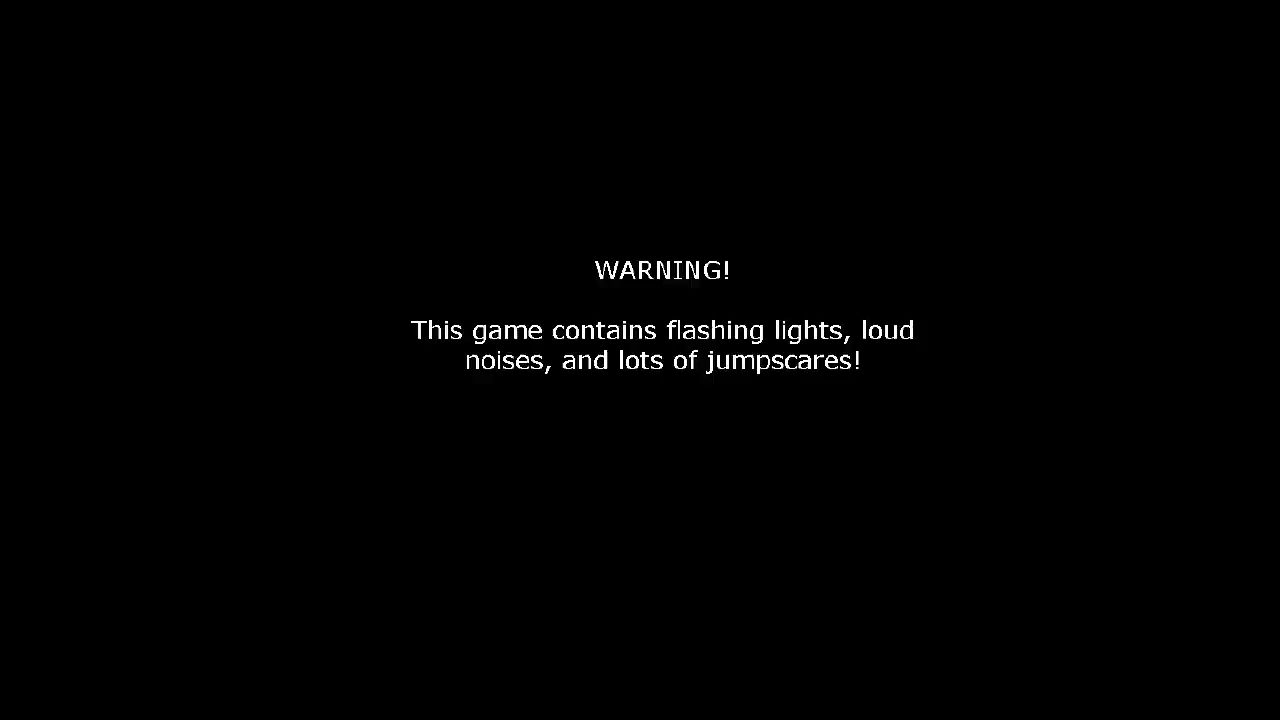 WARNING!
This game contains flashing lights, loud
noises, and lots of jumpscares!